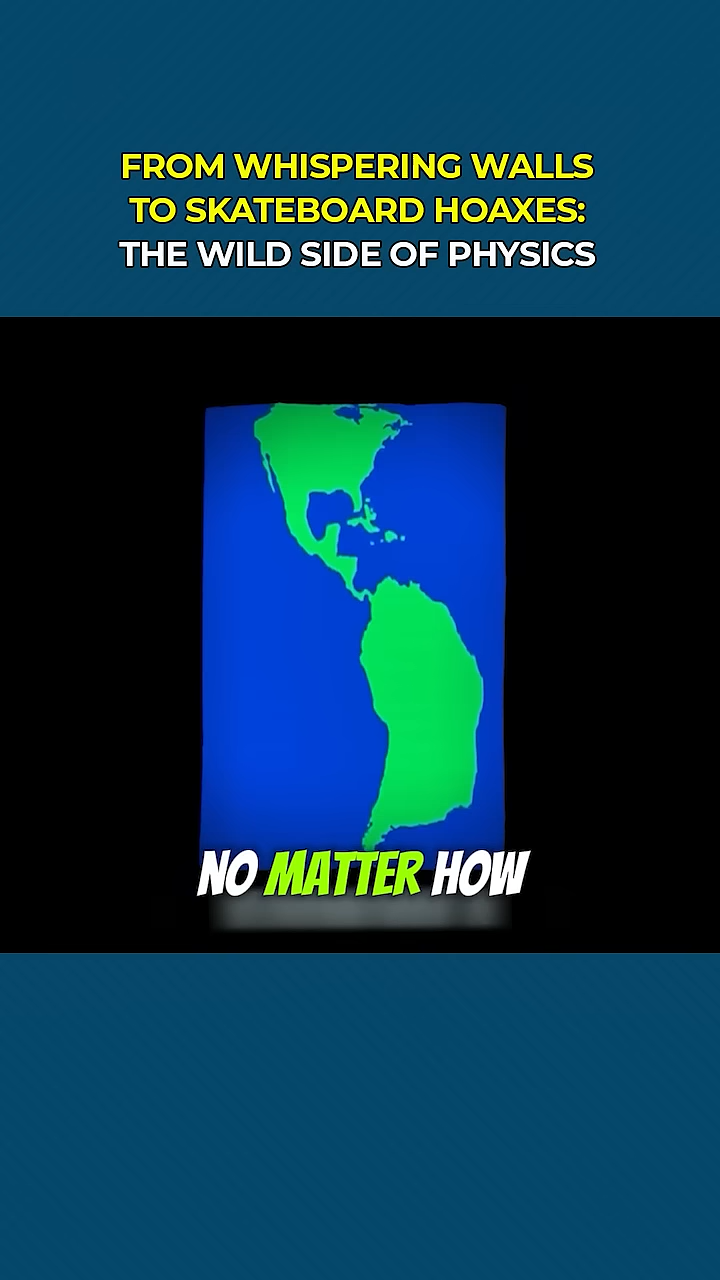 FROM WHISPERING WALLS
TO SKATEBOARD HOAXES:
THE WILD SIDE OF PHYSICS
NO MATTER HOW